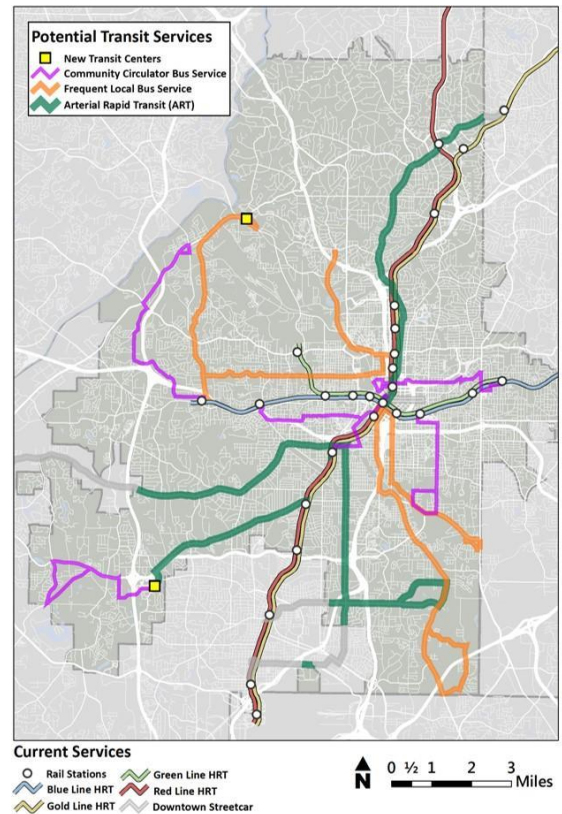 Potential Transit Services
New Transit Centers
Community Circulator Bus Service
Frequent Local Bus Service
Arterial Rapid Transit (ART)
Current Services
Rail Stations
Green Line HRT
Blue Line HRT
Red Line HRT
Gold Line HRT
Downtown Streetcar
N
0 ½ 1 2 3
Miles